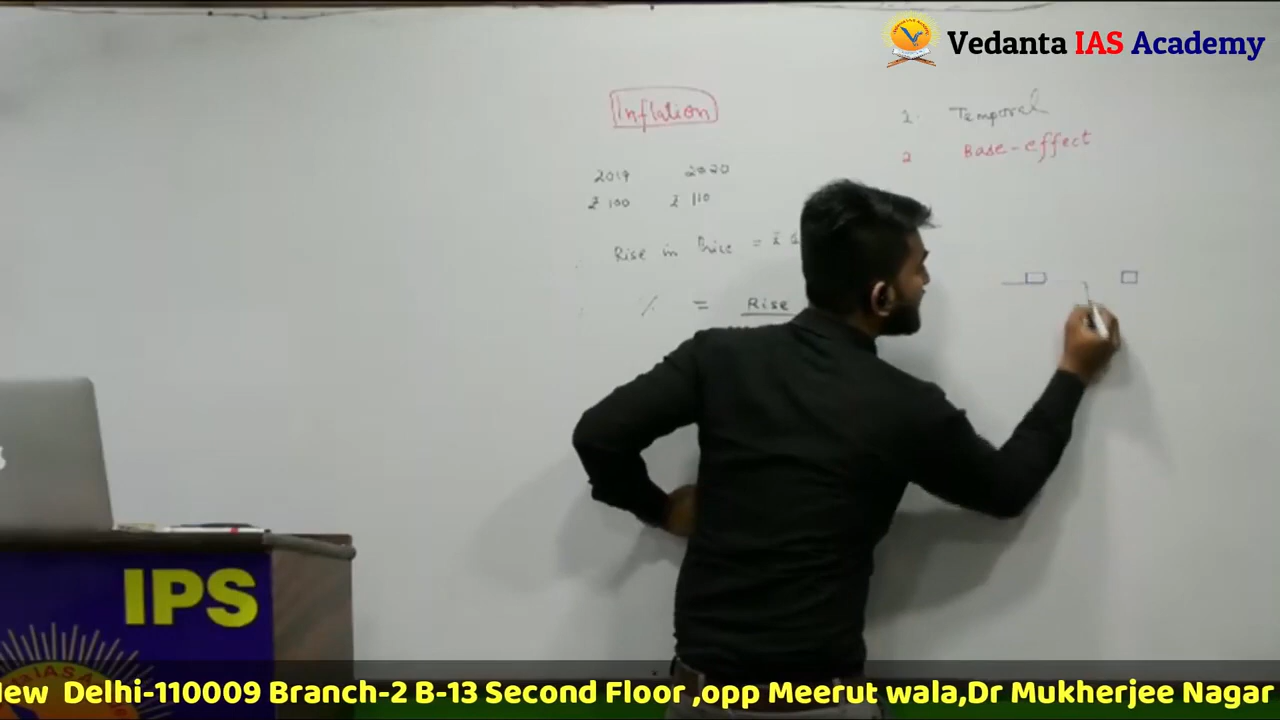 Vedanta IAS Academy
Inflation
1. Temporal
2 Base-effect
2019 2020
₹ 100 ₹ 110
Rise in Price = ₹
% = Rise
IPS
New Delhi-110009 Branch-2 B-13 Second Floor ,opp Meerut wala,Dr Mukherjee Nagar